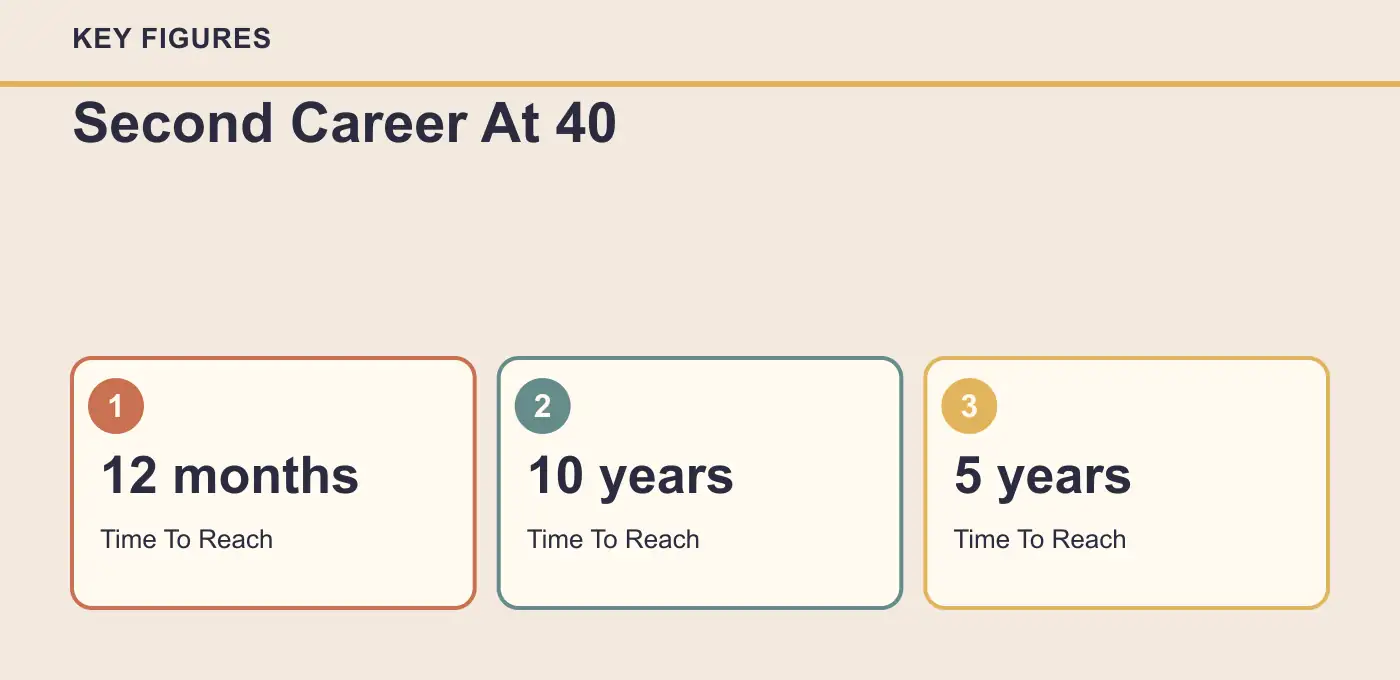 KEY FIGURES
Second Career At 40
1
12 months
Time To Reach
2
10 years
Time To Reach
3
5 years
Time To Reach